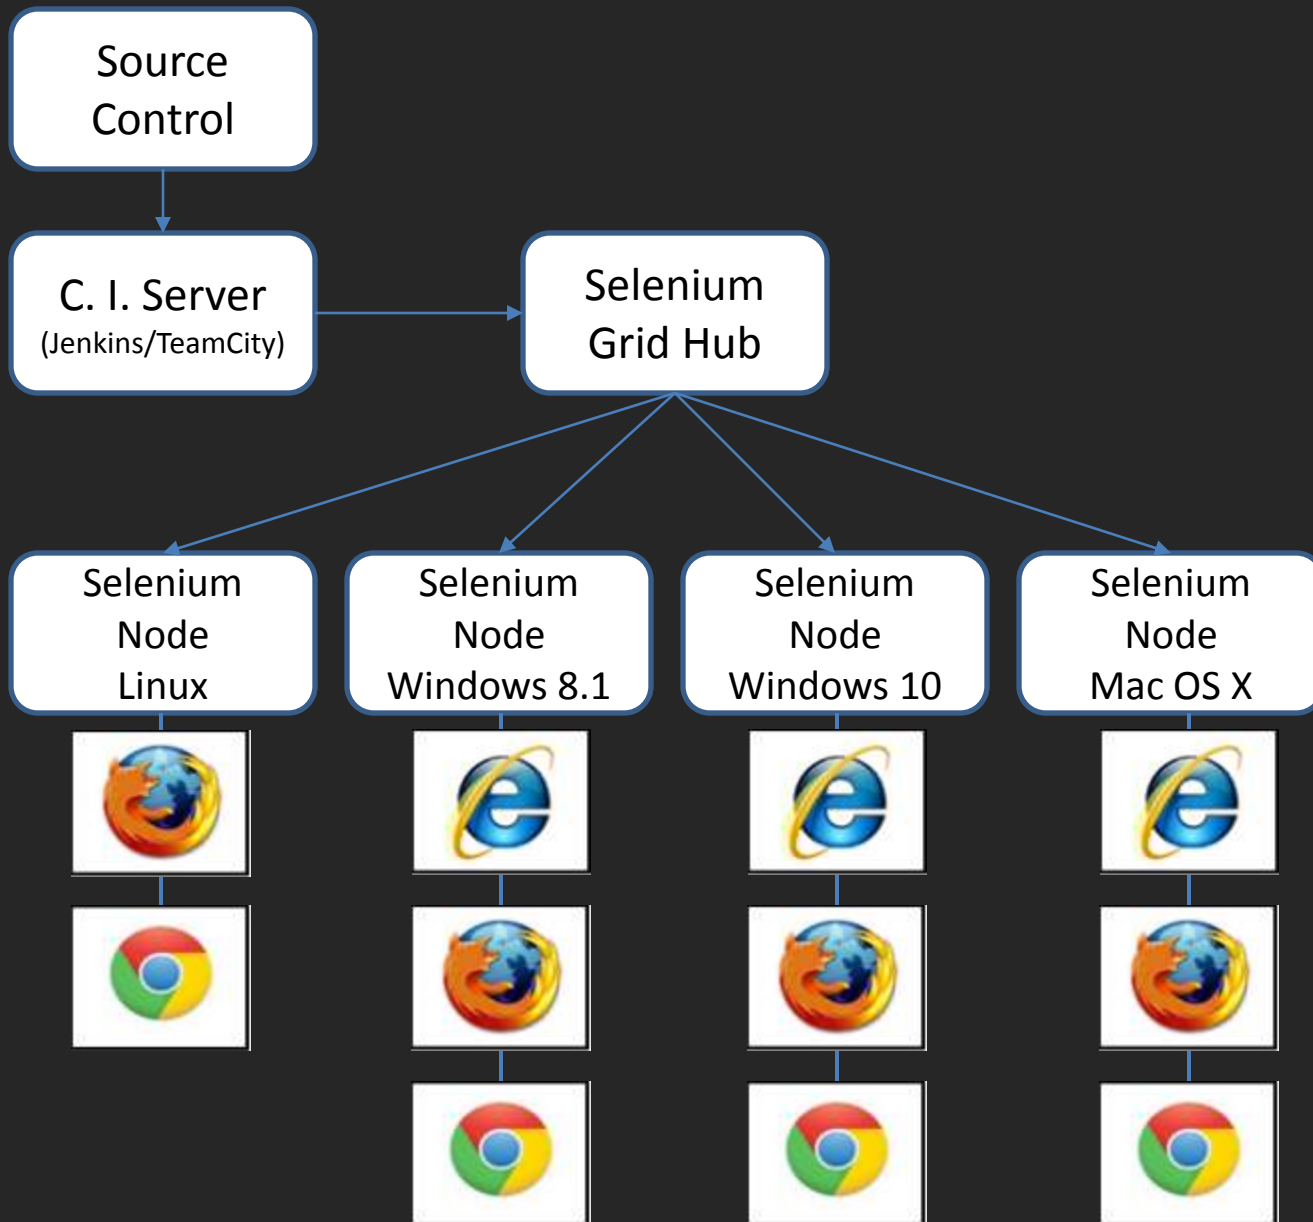 Source
Control
C. I. Server
(Jenkins/TeamCity)
Selenium
Grid Hub
Selenium
Node
Linux
Selenium
Node
Windows 8.1
Selenium
Node
Windows 10
Selenium
Node
Mac OS X